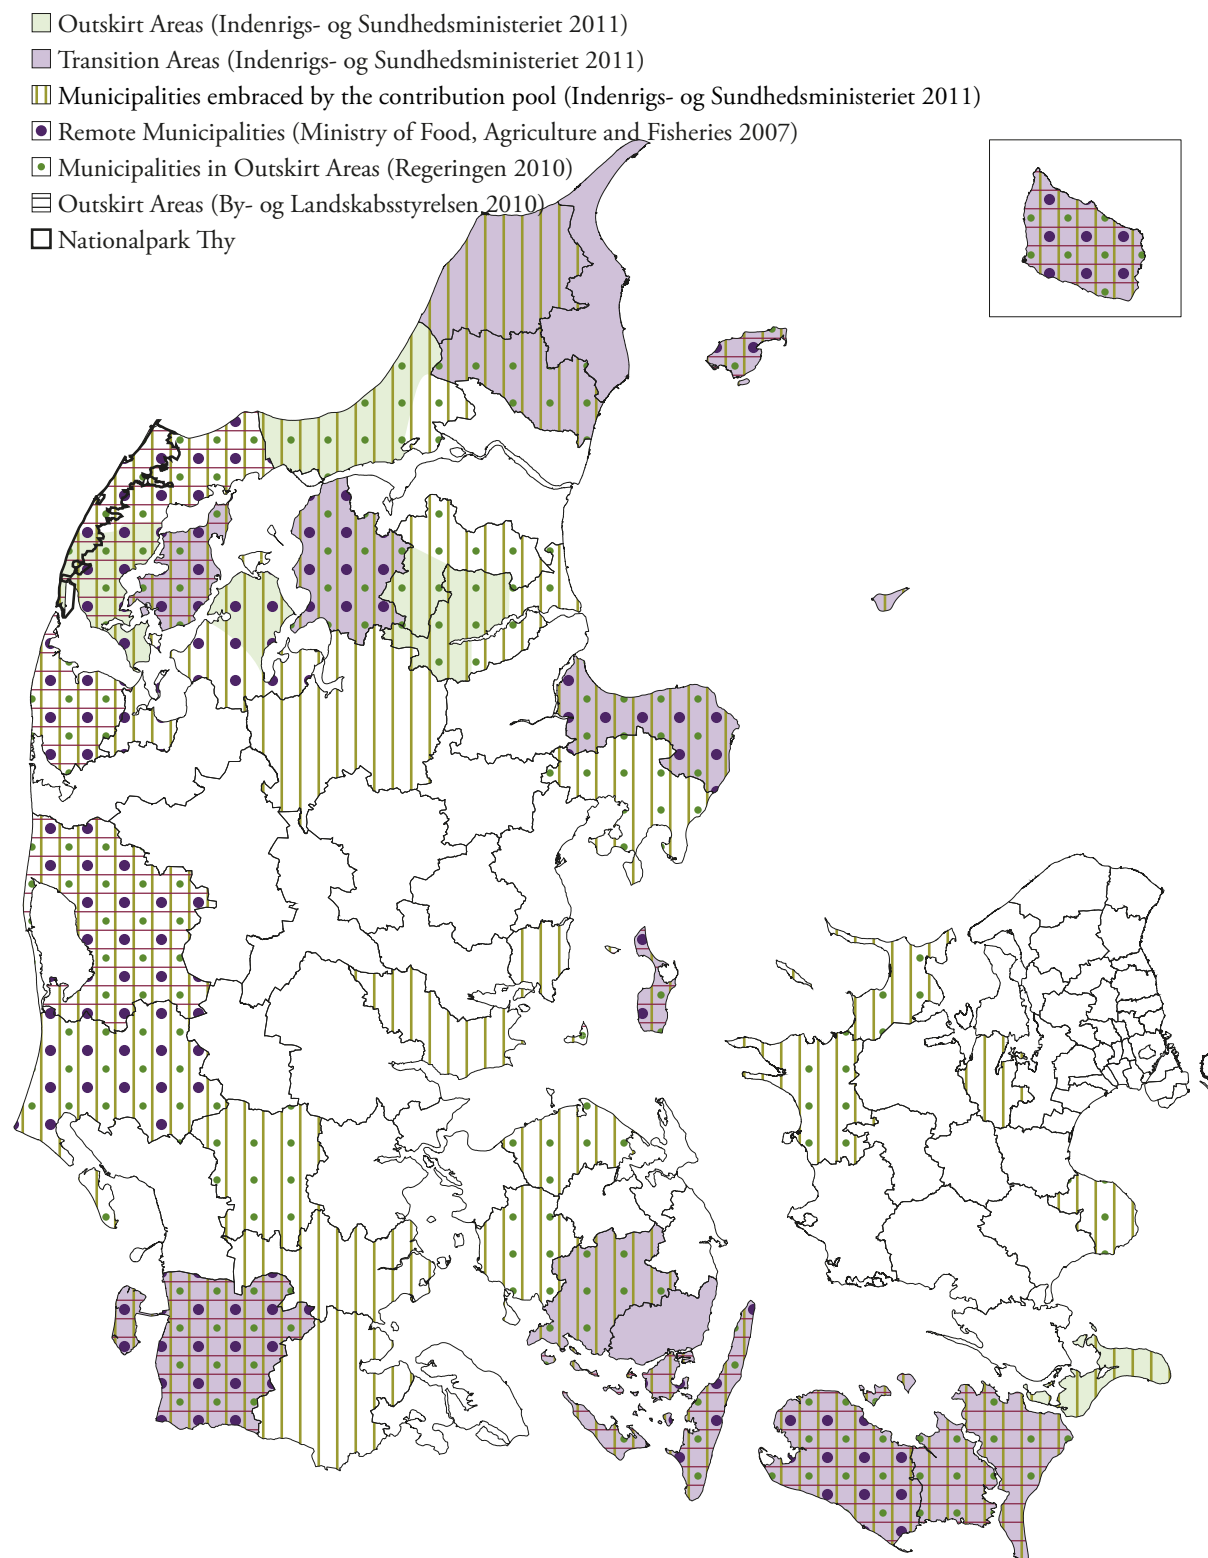 Outskirt Areas (Indenrigs- og Sundhedsministeriet 2011)
Transition Areas (Indenrigs- og Sundhedsministeriet 2011)
Municipalities embraced by the contribution pool (Indenrigs- og Sundhedsministeriet 2011)
Remote Municipalities (Ministry of Food, Agriculture and Fisheries 2007)
Municipalities in Outskirt Areas (Regeringen 2010)
Outskirt Areas (By- og Landskabsstyrelsen 2010)
Nationalpark Thy